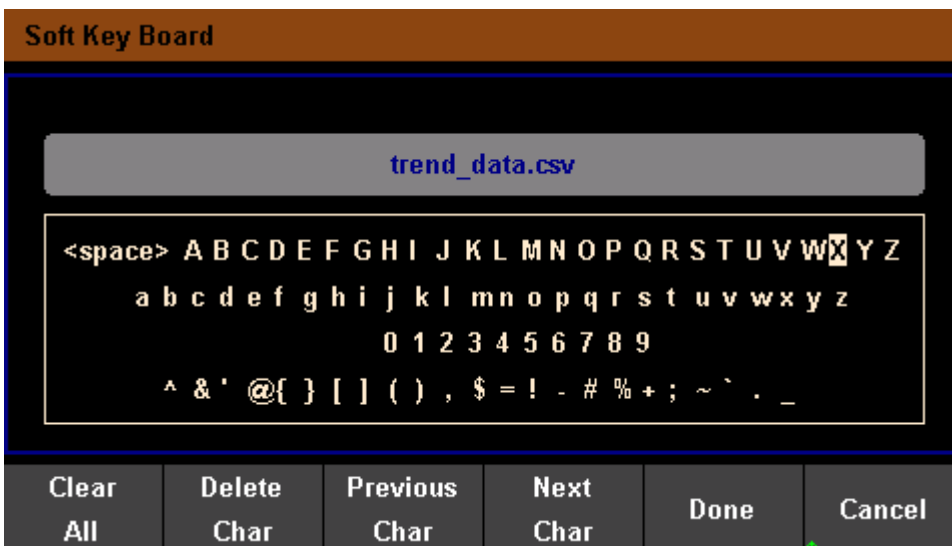 Soft Key Board
trend_data.csv
<space> A B C D E F G H I J K L M N O P Q R S T U V W X Y Z
a b c d e f g h i j k l m n o p q r s t u v w x y z
0 1 2 3 4 5 6 7 8 9
^ & ' @ { } [ ] ( ) , $ = ! - # % + ; ~ ` . _
Clear All
Delete Char
Previous Char
Next Char
Done
Cancel